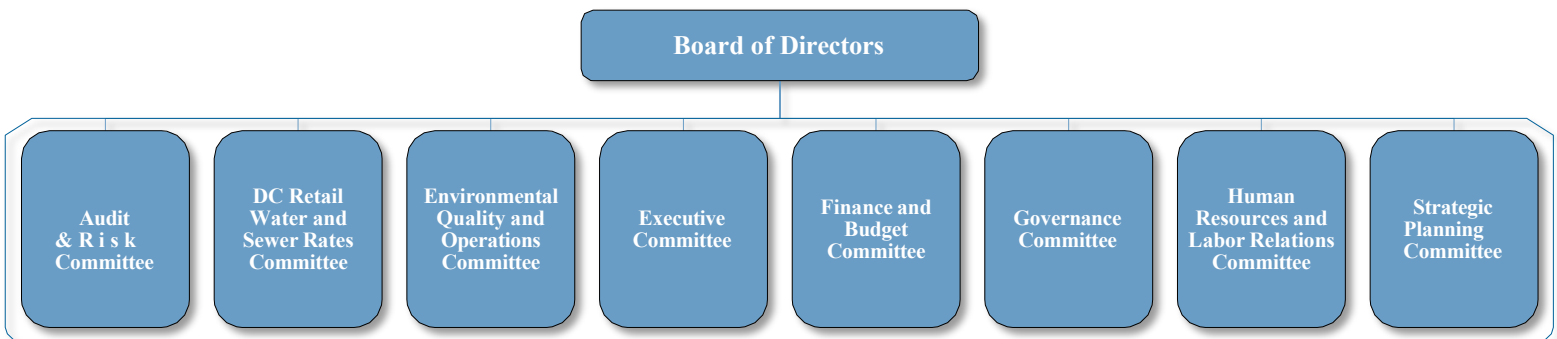 Board of Directors
Audit
& R i s k
Committee
DC Retail
Water and
Sewer Rates
Committee
Environmental
Quality and
Operations
Committee
Executive
Committee
Finance and
Budget
Committee
Governance
Committee
Human
Resources and
Labor Relations
Committee
Strategic
Planning
Committee